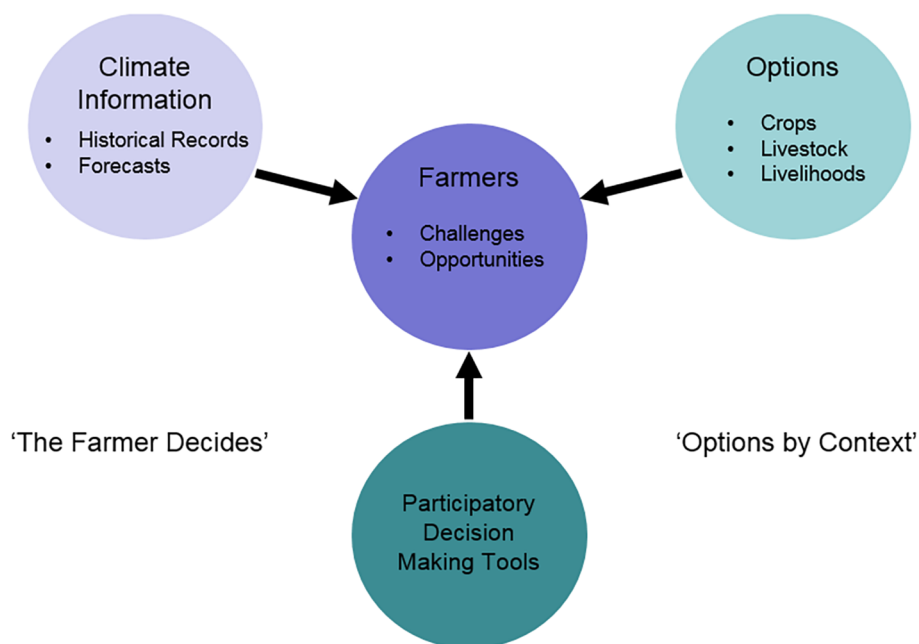 Climate
Information
• Historical Records
• Forecasts
Options
• Crops
• Livestock
• Livelihoods
Farmers
• Challenges
• Opportunities
‘The Farmer Decides’
‘Options by Context’
Participatory
Decision
Making Tools